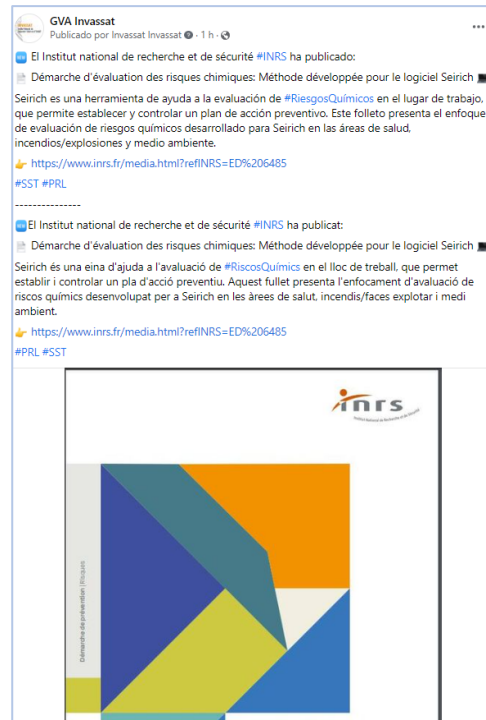 GVA Invassat
Publicado por Invassat Invassat · 1 h ·
El Institut national de recherche et de sécurité #INRS ha publicado:
Démarche d'évaluation des risques chimiques: Méthode développée pour le logiciel Seirich
Seirich es una herramienta de ayuda a la evaluación de #RiesgosQuímicos en el lugar de trabajo,
que permite establecer y controlar un plan de acción preventivo. Este folleto presenta el enfoque
de evaluación de riesgos químicos desarrollado para Seirich en las áreas de salud,
incendios/explosiones y medio ambiente.
https://www.inrs.fr/media.html?refINRS=ED%206485
#SST #PRL
---------------
El Institut national de recherche et de sécurité #INRS ha publicat:
Démarche d'évaluation des risques chimiques: Méthode développée pour le logiciel Seirich
Seirich és una eina d'ajuda a l'avaluació de #RiscosQuímics en el lloc de treball, que permet
establir i controlar un pla d'acció preventiu. Aquest fullet presenta l'enfocament d'avaluació de
riscos químics desenvolupat per a Seirich en les àrees de salut, incendis/faces explotar i medi
ambient.
https://www.inrs.fr/media.html?refINRS=ED%206485
#PRL #SST
inrs
Démarche de prévention | Risques